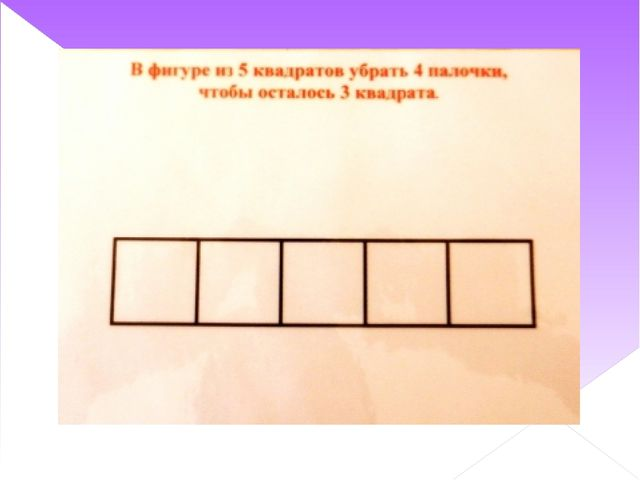 В фигуре из 5 квадратов убрать 4 палочки,
чтобы осталось 3 квадрата.